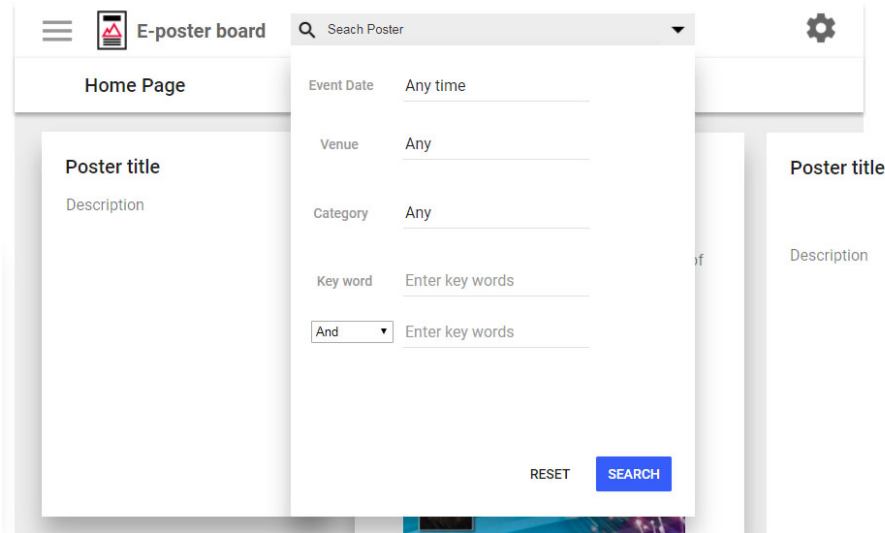 E-poster board
Seach Poster
Home Page
Event Date Any time
Venue Any
Category Any
Key word Enter key words
And Enter key words
RESET SEARCH
Poster title
Description
of
Poster title
Description